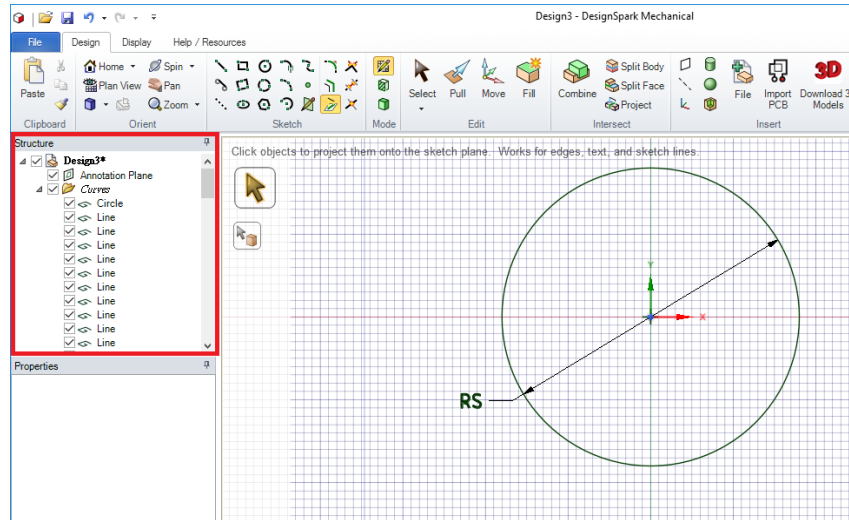 Design3 - DesignSpark Mechanical
File Design Display Help / Resources
Paste
Home Spin
Plan View Pan
Zoom
Select Pull Move Fill
Combine
Split Body
Split Face
Project
File Import PCB
3D
Download 3
Models
Clipboard Orient Sketch Mode Edit Intersect Insert
Structure
Design3*
Annotation Plane
Curves
Circle
Line
Line
Line
Line
Line
Line
Line
Line
Line
Line
Properties
Click objects to project them onto the sketch plane. Works for edges, text, and sketch lines.
Y
X
RS